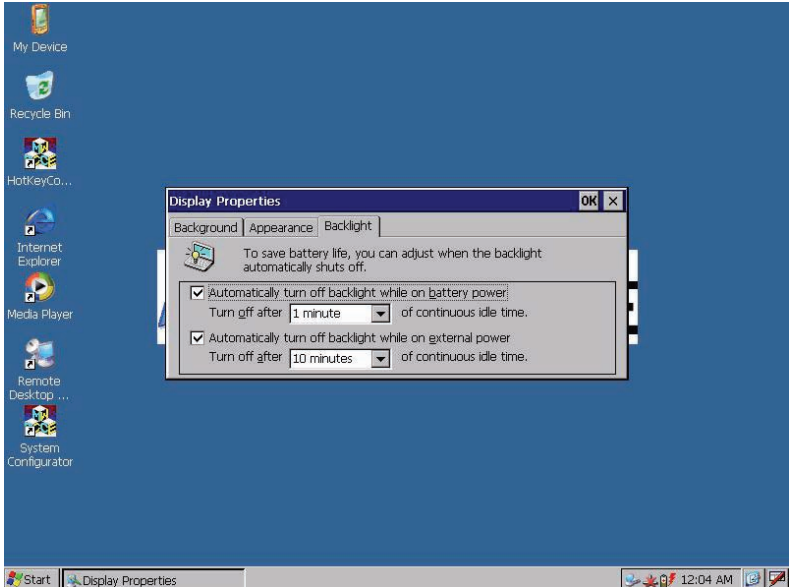 My Device
Recycle Bin
HotKeyCo...
Internet
Explorer
Media Player
Remote
Desktop ...
System
Configurator
Display Properties
OK
Background
Appearance
Backlight
To save battery life, you can adjust when the backlight
automatically shuts off.
Automatically turn off backlight while on battery power
Turn off after 1 minute of continuous idle time.
Automatically turn off backlight while on external power
Turn off after 10 minutes of continuous idle time.
Start
Display Properties
12:04 AM